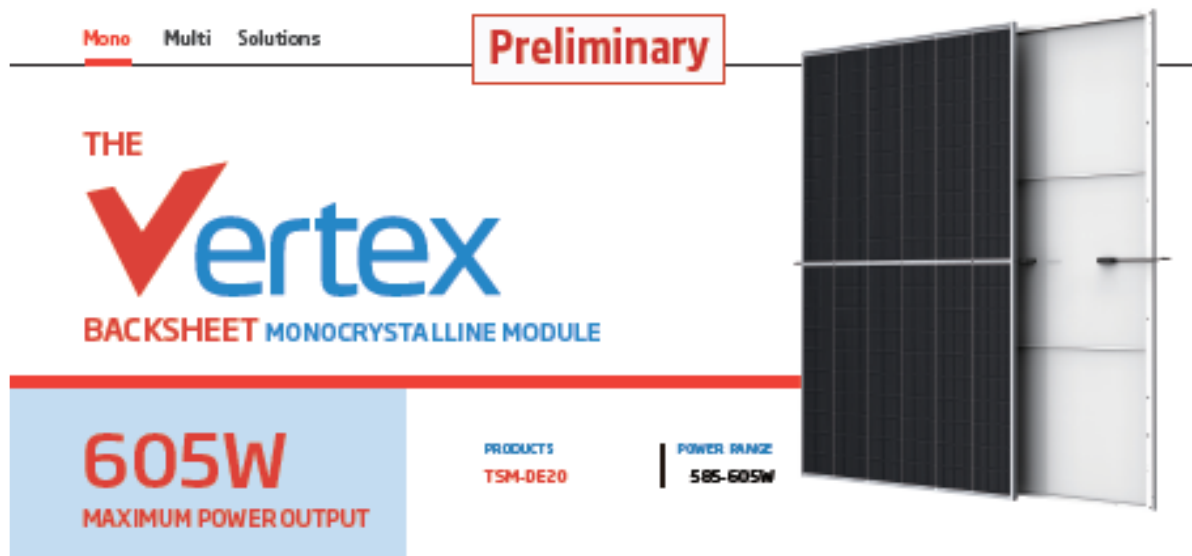 Mono Multi Solutions
Preliminary
THE
Vertex
BACKSHEET MONOCRYSTALLINE MODULE
605W
MAXIMUM POWER OUTPUT
PRODUCTS
TSM-DE20
POWER RANGE
585-605W